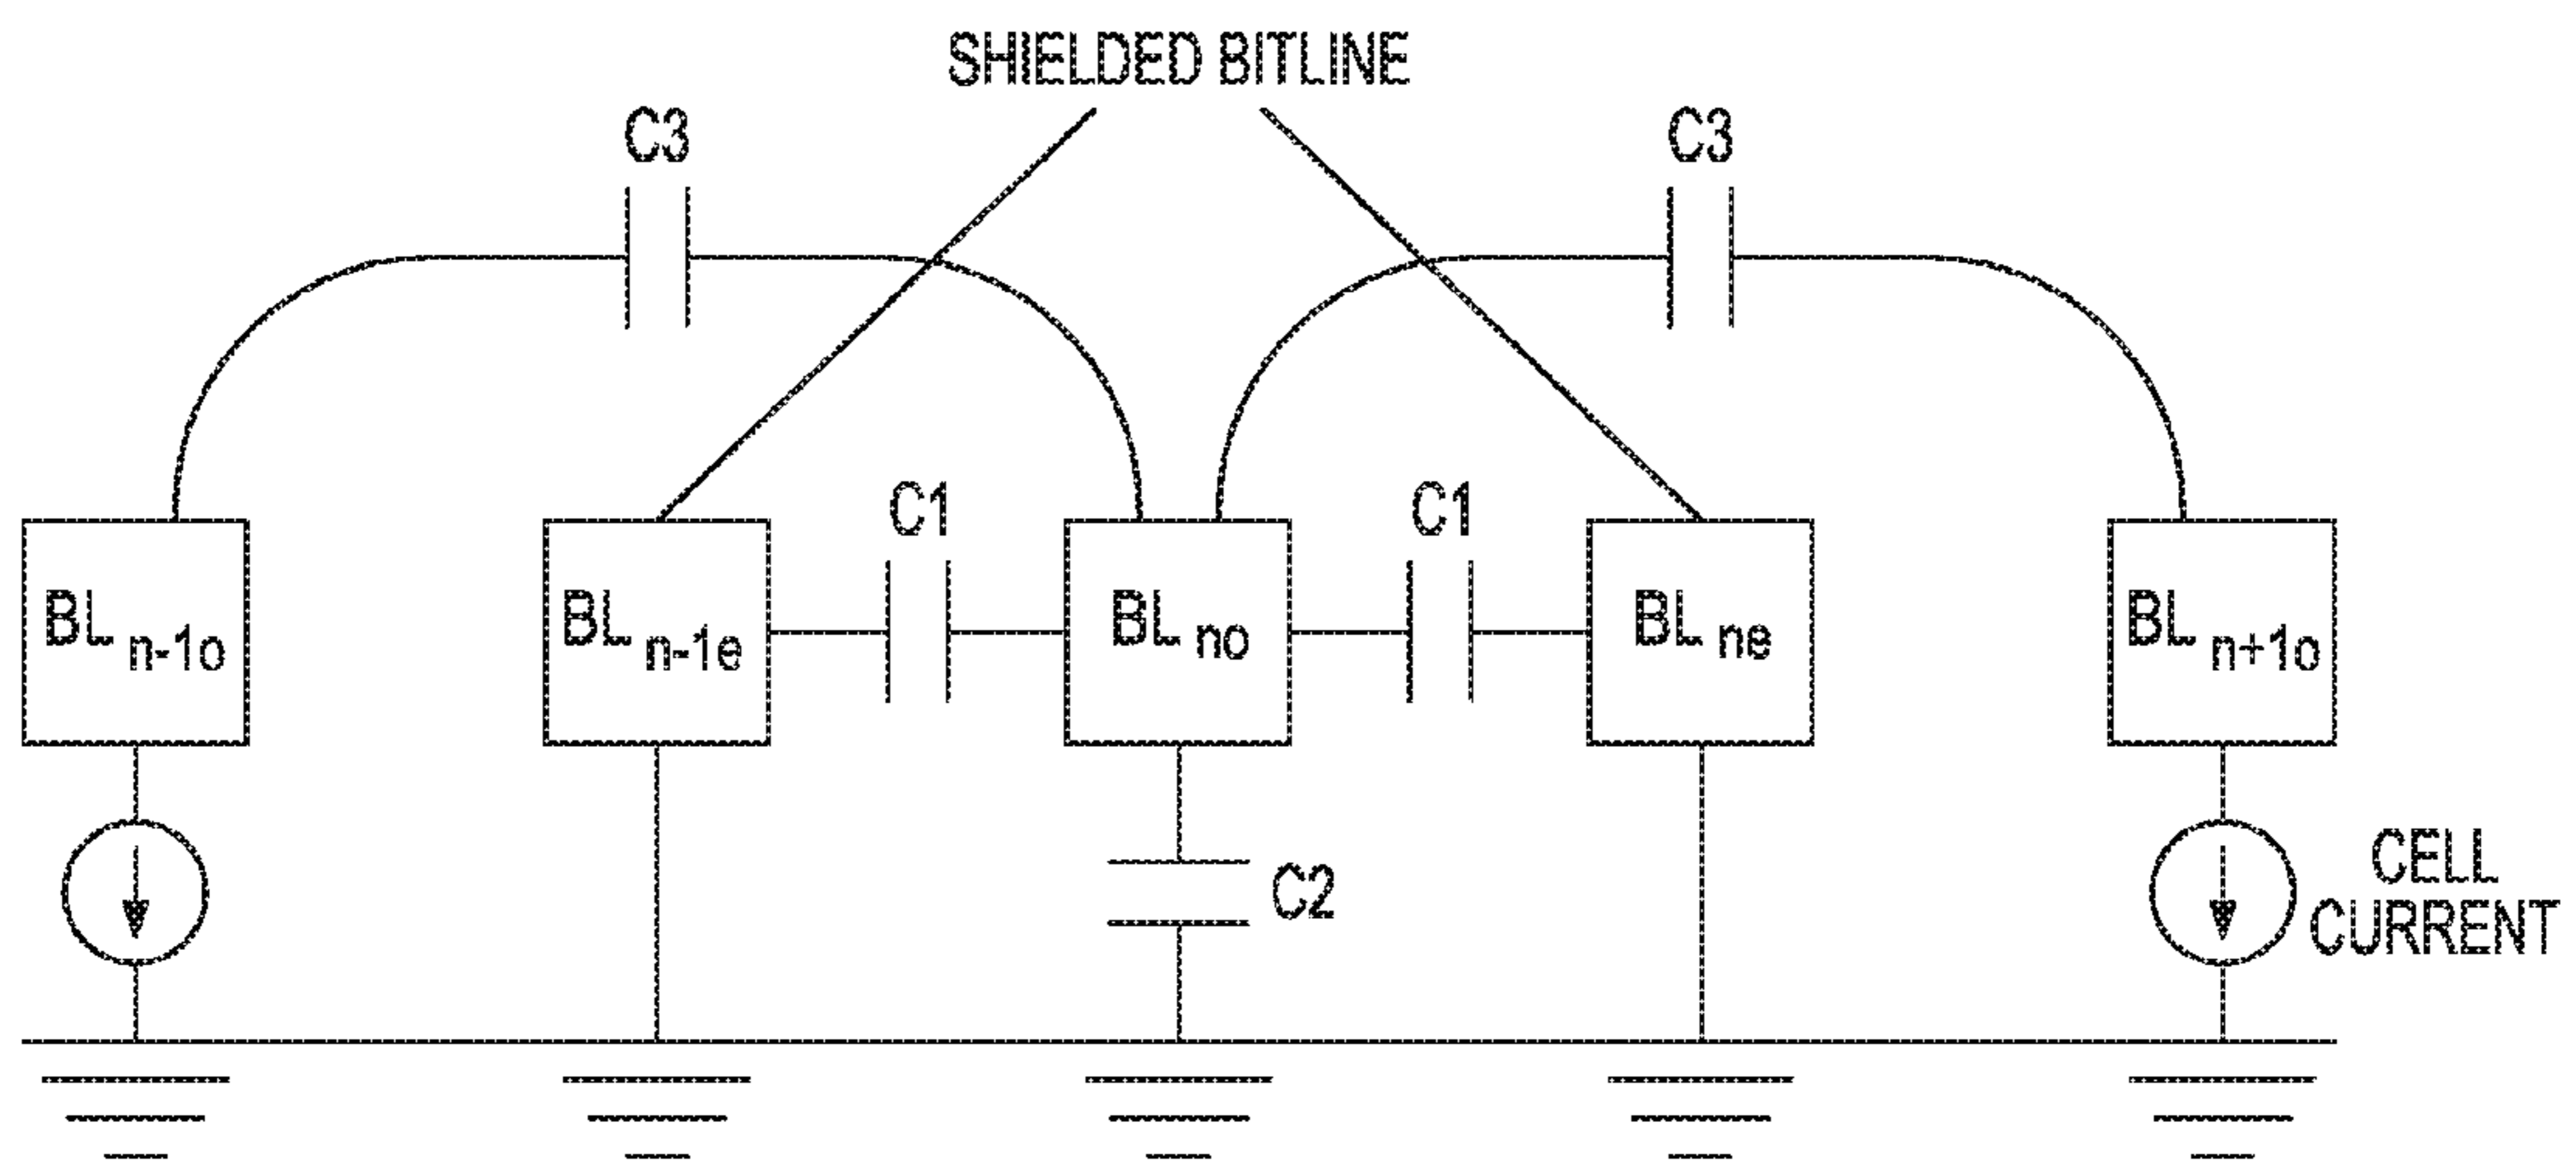 SHIELDED BITLINE
C3
C3
C1
C1
BL n-1o
BL n-1e
BL no
BL ne
BL n+1o
C2
CELL
CURRENT